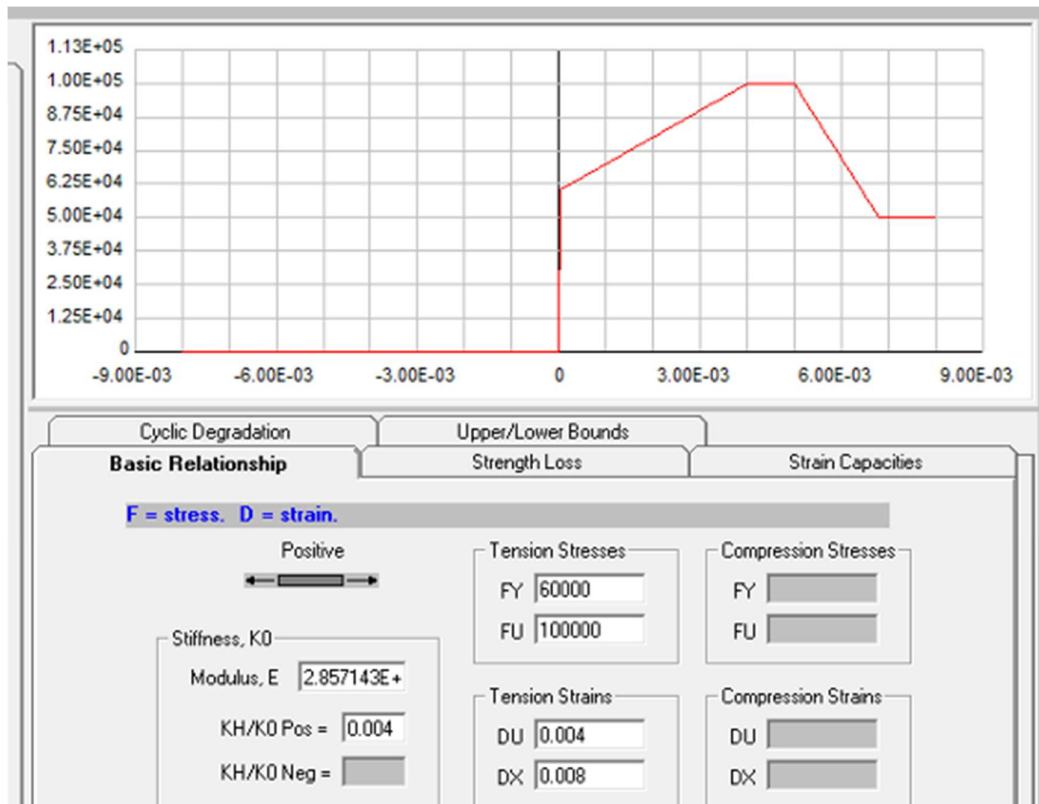 1.13E+05
1.00E+05
8.75E+04
7.50E+04
6.25E+04
5.00E+04
3.75E+04
2.50E+04
1.25E+04
0
-9.00E-03 -6.00E-03 -3.00E-03 0 3.00E-03 6.00E-03 9.00E-03
Cyclic Degradation Upper/Lower Bounds
Basic Relationship Strength Loss Strain Capacities
F = stress. D = strain.
Positive
Tension Stresses
FY 60000
FU 100000
Compression Stresses
FY
FU
Stiffness, K0
Modulus, E 2.857143E+
KH/K0 Pos = 0.004
KH/K0 Neg =
Tension Strains
DU 0.004
DX 0.008
Compression Strains
DU
DX